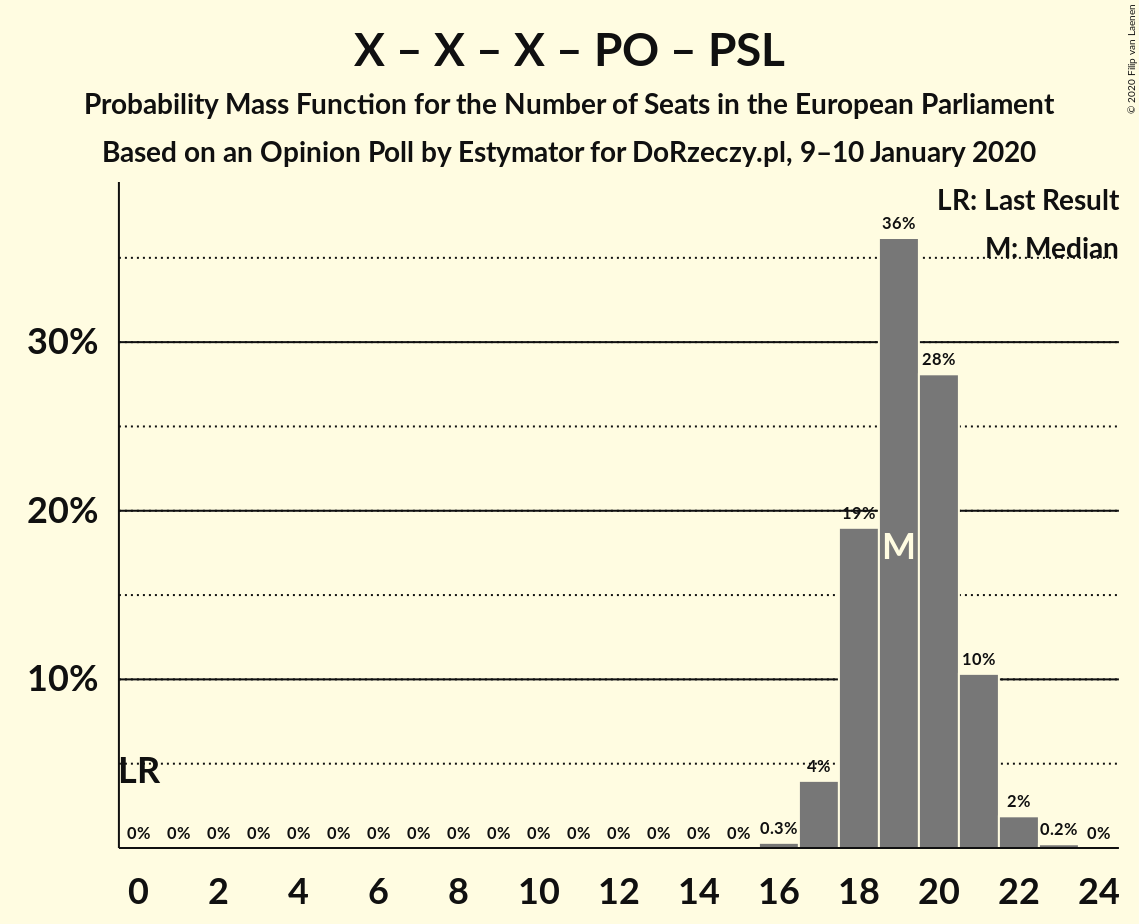 X – X – X – PO – PSL
Probability Mass Function for the Number of Seats in the European Parliament
Based on an Opinion Poll by Estymator for DoRzeczy.pl, 9–10 January 2020
© 2020 Filip van Laenen
LR: Last Result
M: Median
36%
30%
28%
20%
19%
M
10%
10%
LR
4%
2%
0% 0% 0% 0% 0% 0% 0% 0% 0% 0% 0% 0% 0% 0% 0% 0% 0.3% 0.2% 0%
0 2 4 6 8 10 12 14 16 18 20 22 24